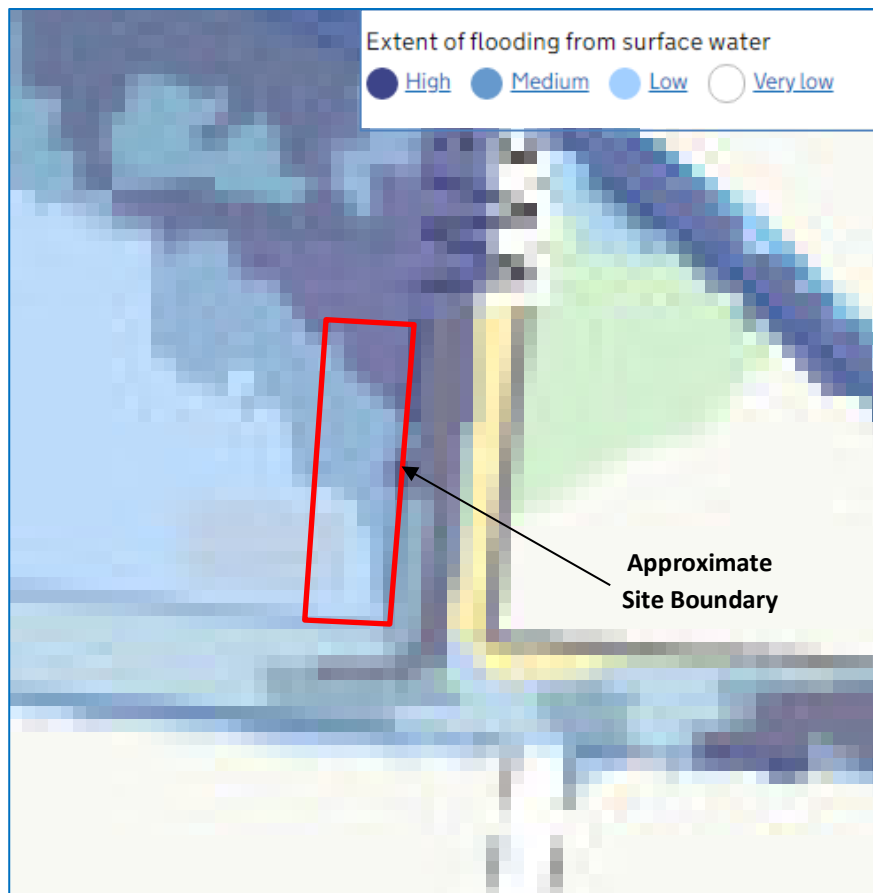 Extent of flooding from surface water
High Medium Low Very low
Approximate
Site Boundary